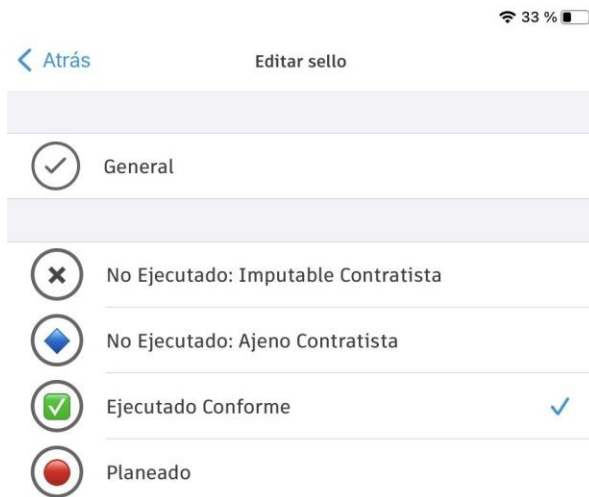 33 %
Atrás
Editar sello
General
No Ejecutado: Imputable Contratista
No Ejecutado: Ajeno Contratista
Ejecutado Conforme
Planeado